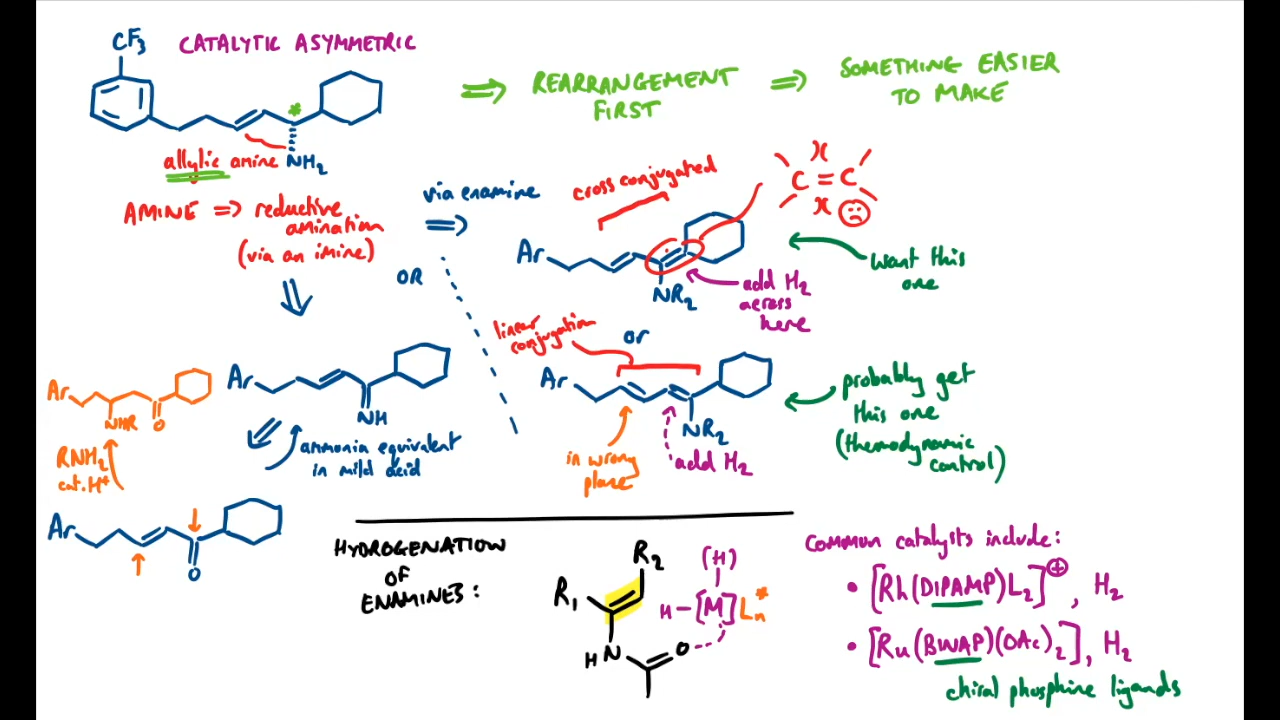 CF3
CATALYTIC ASYMMETRIC
*
allylic amine NH2
⇒ REARRANGEMENT
FIRST
⇒ SOMETHING EASIER
TO MAKE
AMINE ⇒ reductive
amination
(via an imine)
OR
via enamine
⇒
cross conjugated
Ar
NR2
x
C=C
x
add H2
across
here
want this
one
or
linear
conjugation
Ar
NR2
in wrong
place
add H2
probably get
this one
(thermodynamic
control)
Ar
NH
ammonia equivalent
in mild acid
Ar
NHR O
RNH2
cat. H+
Ar
O
HYDROGENATION
OF
ENAMINES:
R1
R2
(H)
H-[M]Ln*
HN
O
Common catalysts include:
• [Rh(DIPAMP)L2]⊕, H2
• [Ru(BINAP)(OAc)2], H2
chiral phosphine ligands